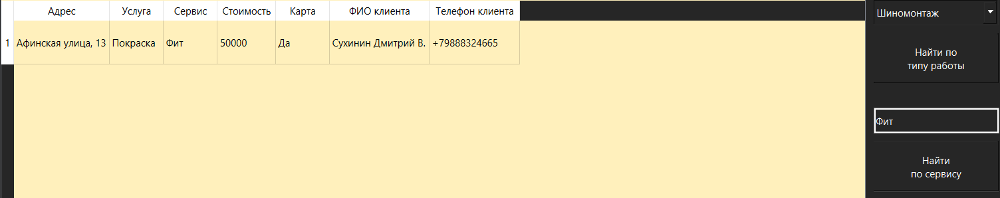 Адрес Услуга Сервис Стоимость Карта ФИО клиента Телефон клиента
1 Афинская улица, 13 Покраска Фит 50000 Да Сухинин Дмитрий В. +79888324665
Шиномонтаж
Найти по
типу работы
Фит
Найти
по сервису